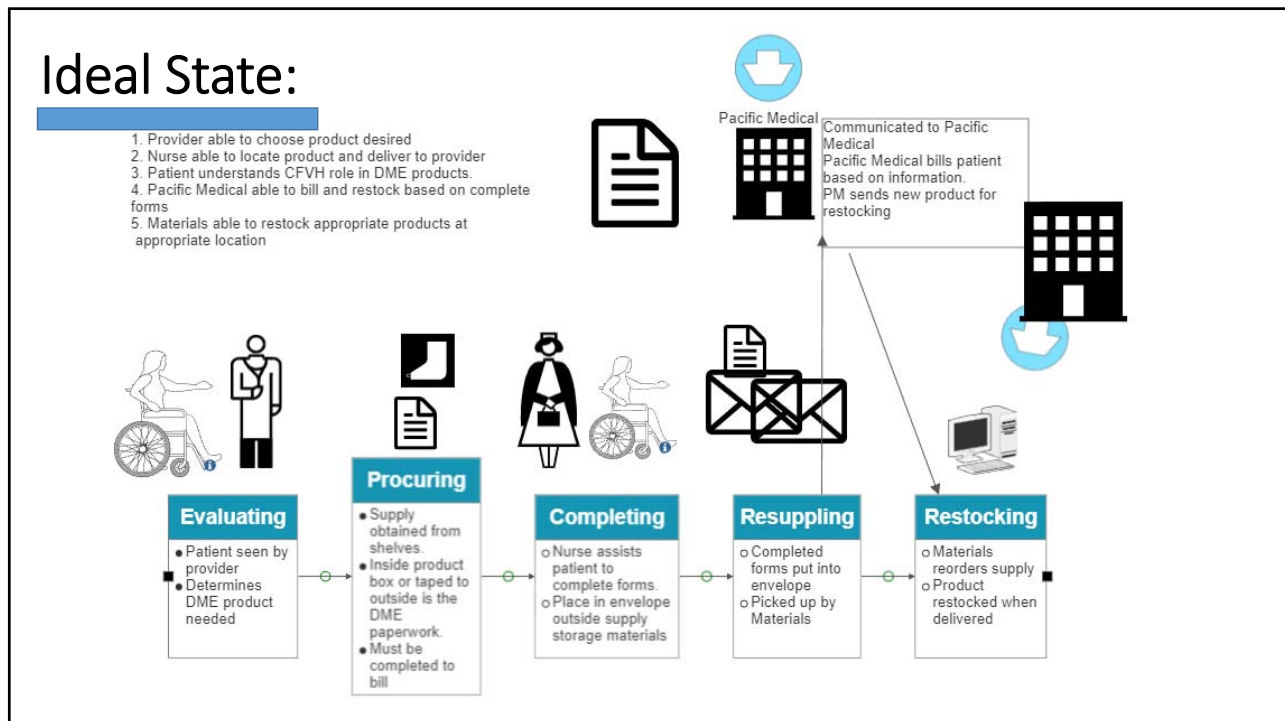 Ideal State:
1. Provider able to choose product desired
2. Nurse able to locate product and deliver to provider
3. Patient understands CFVH role in DME products.
4. Pacific Medical able to bill and restock based on complete
forms
5. Materials able to restock appropriate products at
appropriate location
Pacific Medical
Communicated to Pacific
Medical
Pacific Medical bills patient
based on information.
PM sends new product for
restocking
Evaluating
● Patient seen by
provider
● Determines
DME product
needed
Procuring
● Supply
obtained from
shelves.
● Inside product
box or taped to
outside is the
DME
paperwork.
● Must be
completed to
bill
Completing
○ Nurse assists
patient to
complete forms.
○ Place in envelope
outside supply
storage materials
Resuppling
○ Completed
forms put into
envelope
○ Picked up by
Materials
Restocking
○ Materials
reorders supply
○ Product
restocked when
delivered